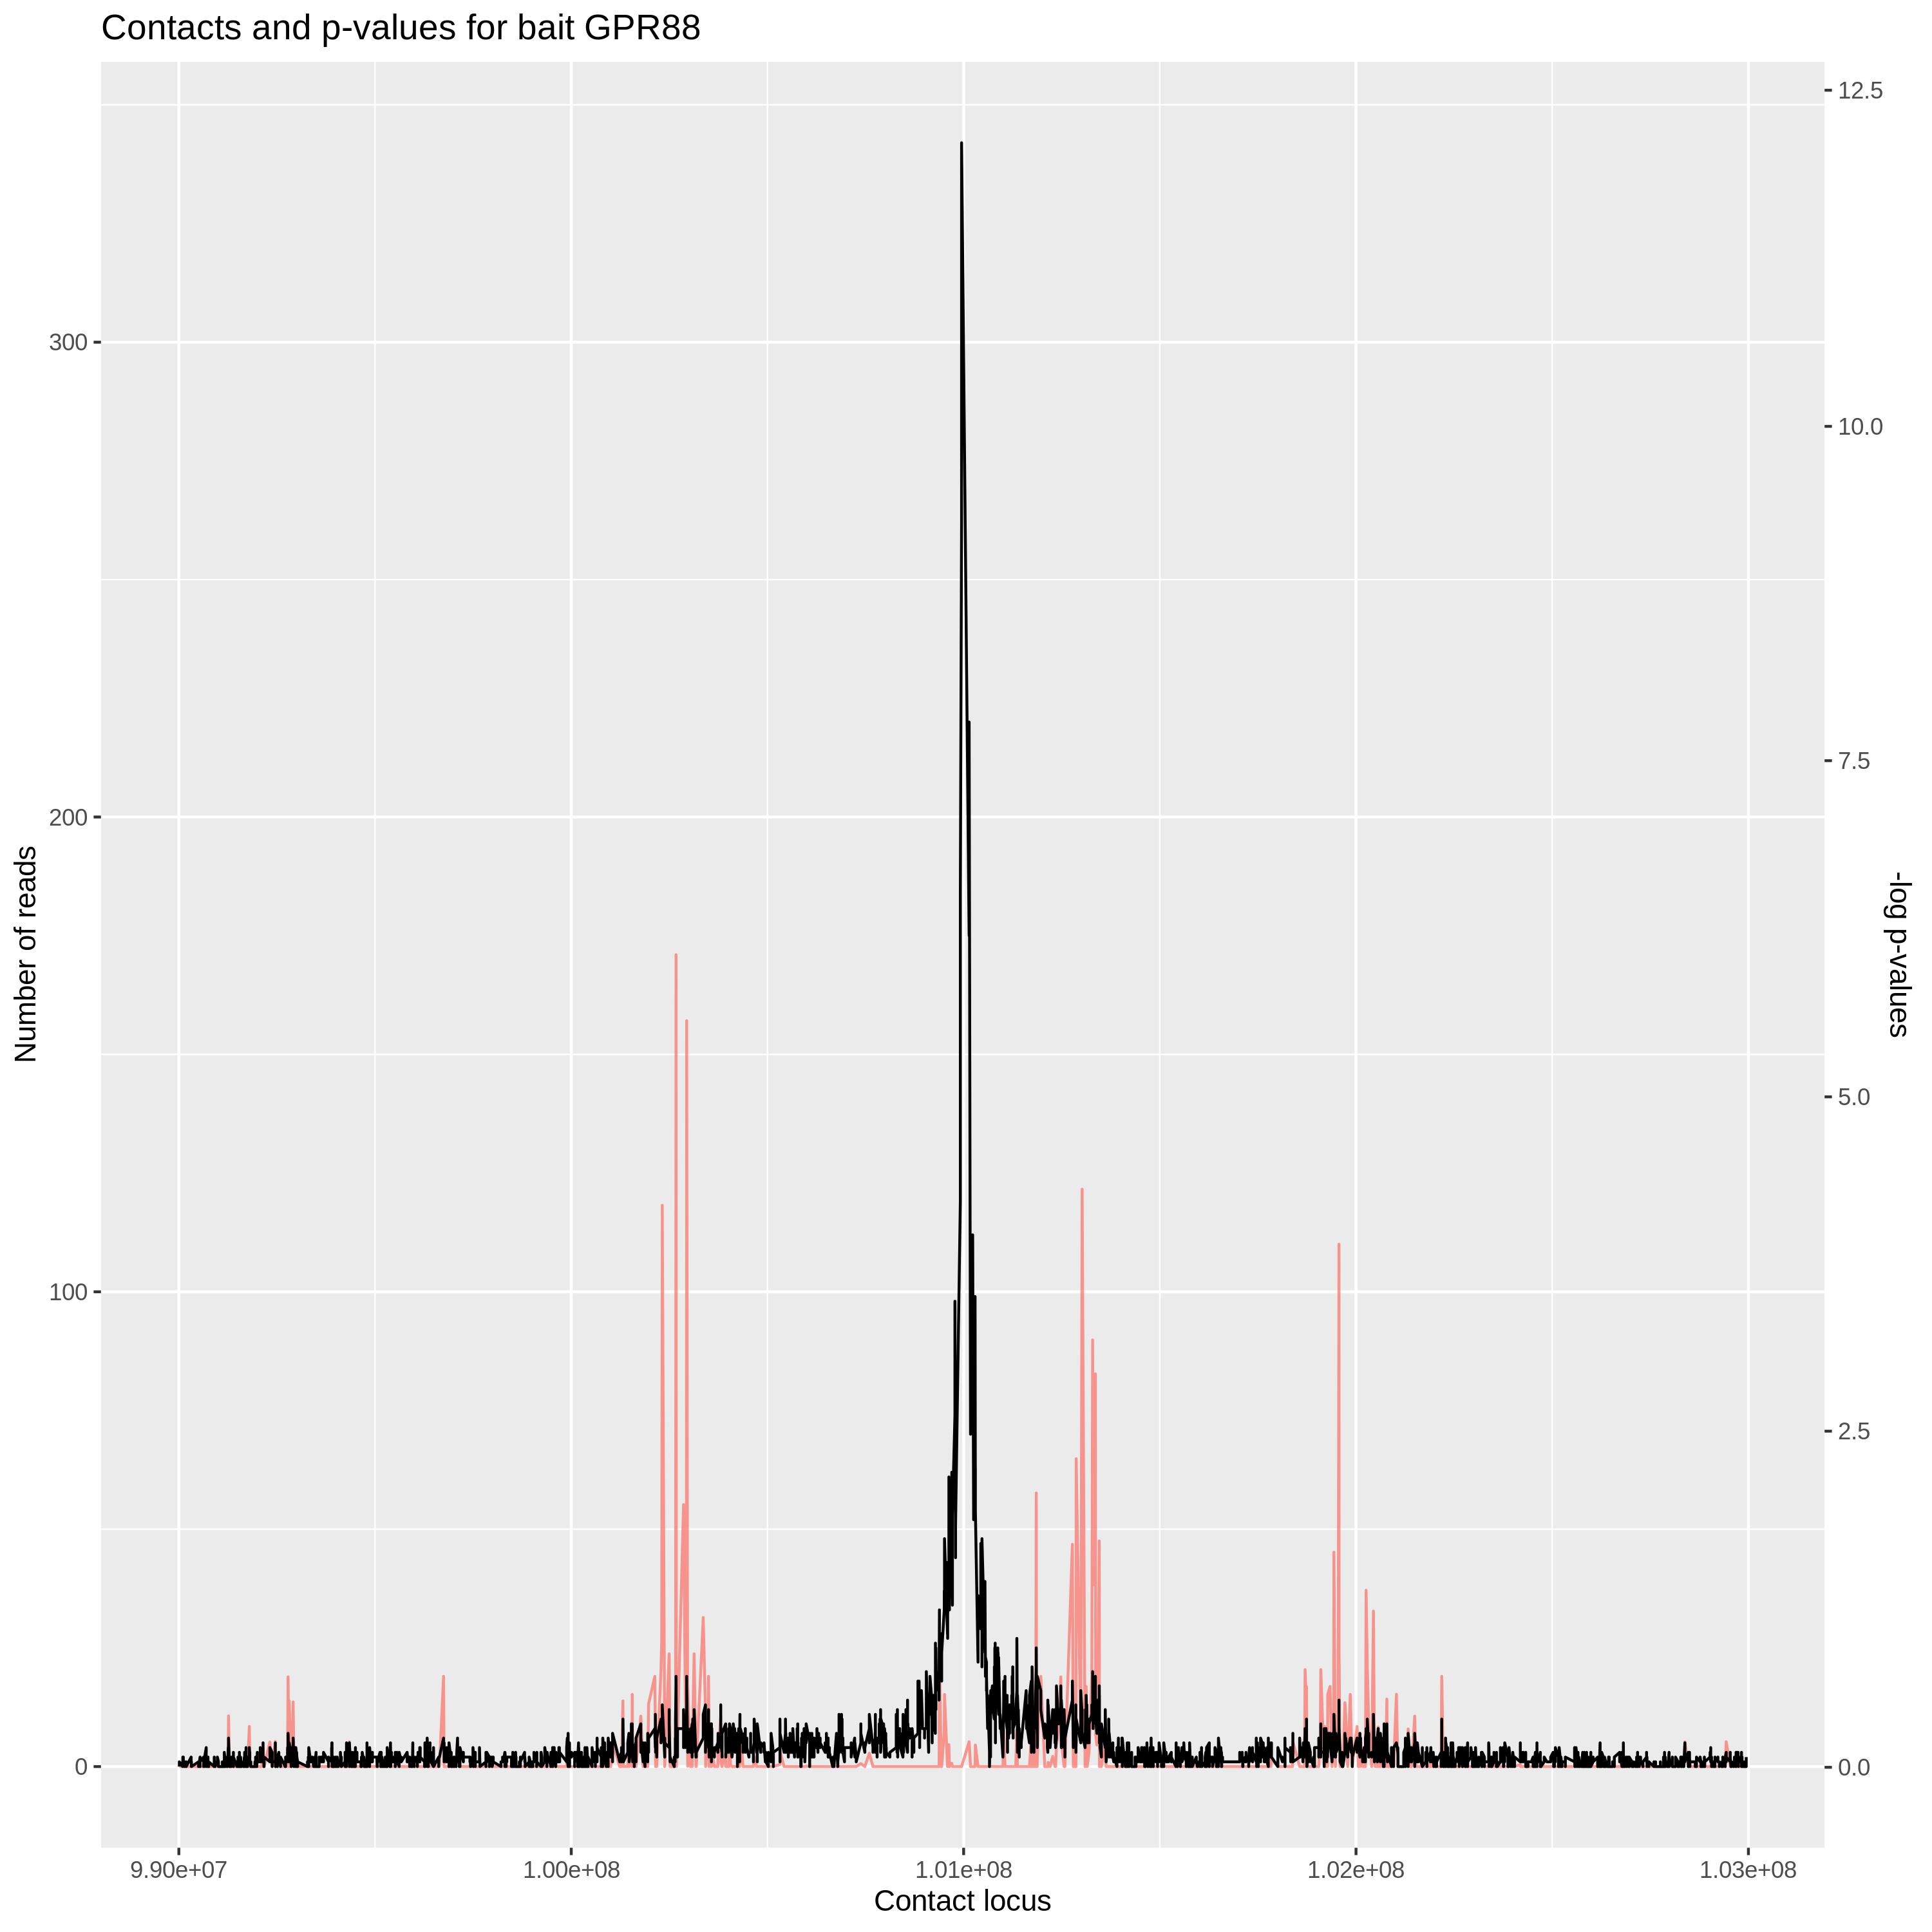 Contacts and p-values for bait GPR88
12.5
10.0
7.5
5.0
2.5
0.0
300
200
100
0
Number of reads
-log p-values
9.90e+07 1.00e+08 1.01e+08 1.02e+08 1.03e+08
Contact locus